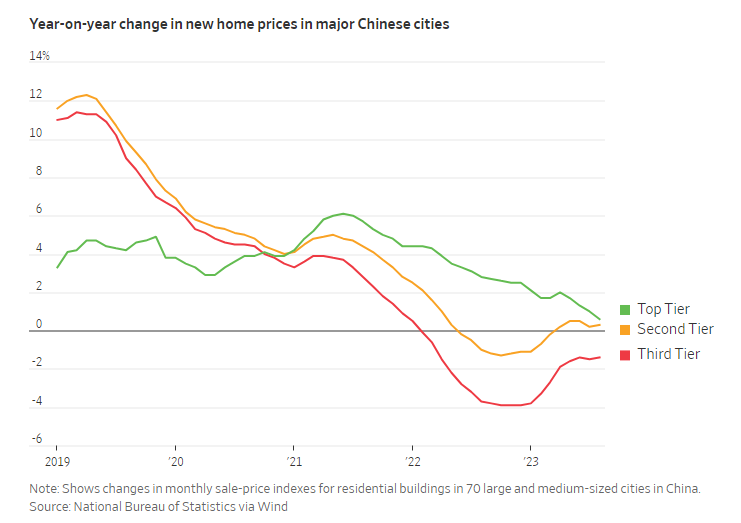 Year-on-year change in new home prices in major Chinese cities
14%
12
10
8
6
4
2
0
-2
-4
-6
2019
'20
'21
'22
'23
Top Tier
Second Tier
Third Tier
Note: Shows changes in monthly sale-price indexes for residential buildings in 70 large and medium-sized cities in China.
Source: National Bureau of Statistics via Wind